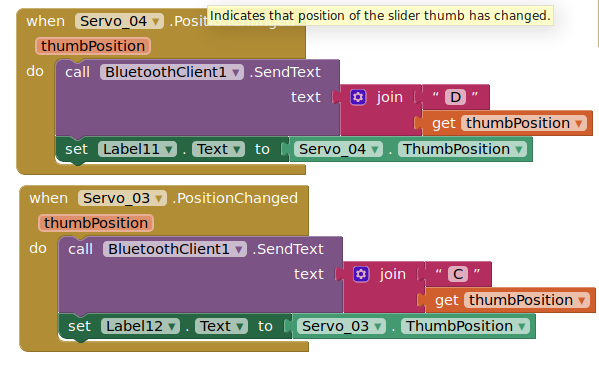 when Servo_04 .Posit
Indicates that position of the slider thumb has changed.
thumbPosition
do call BluetoothClient1 .SendText
text join “ D ”
get thumbPosition
set Label11 . Text to Servo_04 . ThumbPosition
when Servo_03 .PositionChanged
thumbPosition
do call BluetoothClient1 .SendText
text join “ C ”
get thumbPosition
set Label12 . Text to Servo_03 . ThumbPosition